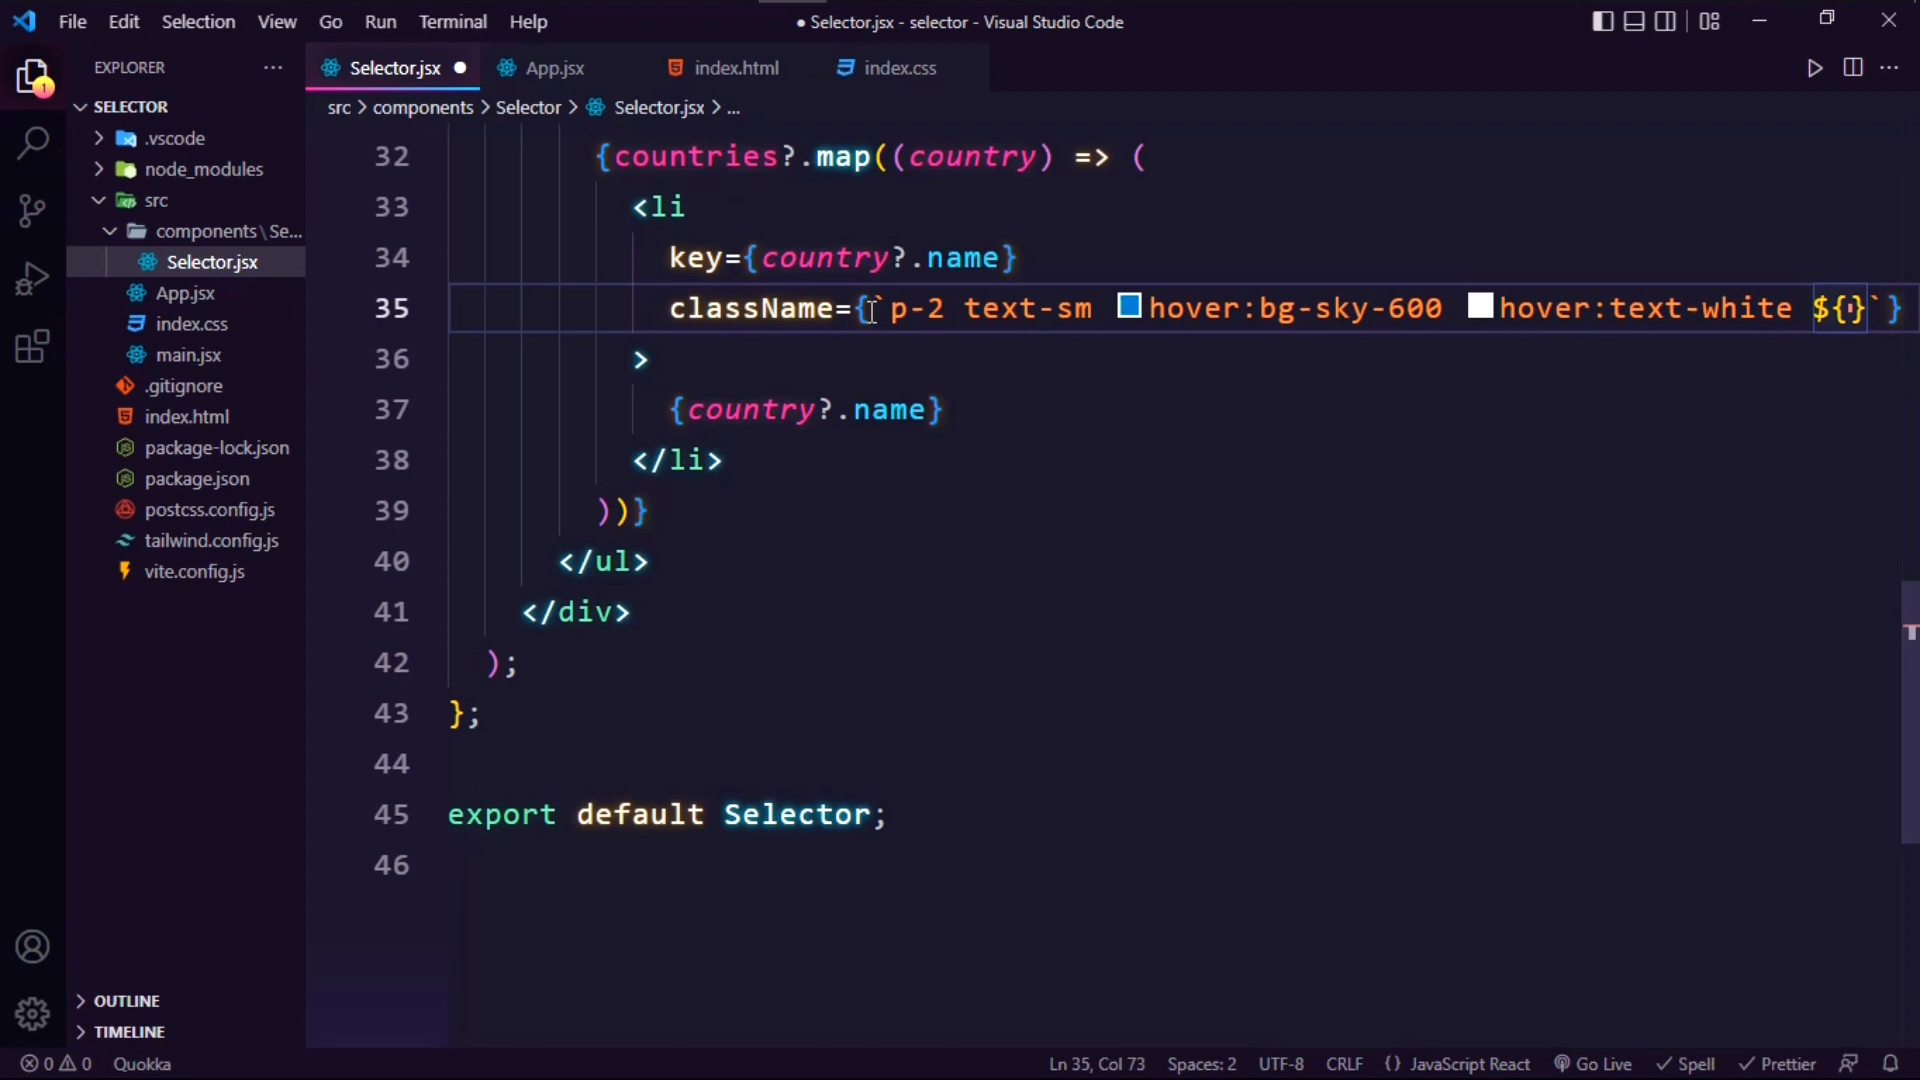 File Edit Selection View Go Run Terminal Help ● Selector.jsx - selector - Visual Studio Code
EXPLORER ···
Selector.jsx ● App.jsx index.html index.css
1
SELECTOR
src > components > Selector > Selector.jsx > ...
.vscode
node_modules
src
components\Se...
Selector.jsx
App.jsx
index.css
main.jsx
.gitignore
index.html
package-lock.json
package.json
postcss.config.js
tailwind.config.js
vite.config.js
OUTLINE
TIMELINE
32 {countries?.map((country) => (
33 <li
34 key={country?.name}
35 className={`p-2 text-sm hover:bg-sky-600 hover:text-white ${}`}
36 >
37 {country?.name}
38 </li>
39 ))}
40 </ul>
41 </div>
42 );
43 };
44
45 export default Selector;
46
0 0 Quokka Ln 35, Col 73 Spaces: 2 UTF-8 CRLF {} JavaScript React Go Live Spell Prettier